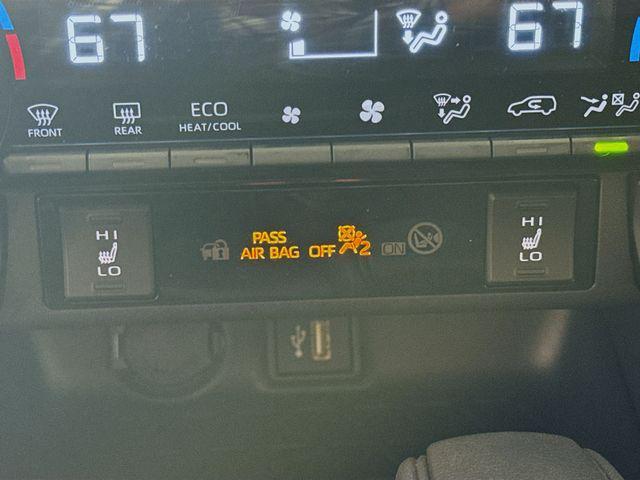 67 67
FRONT REAR ECO
HEAT/COOL
HI
LO
PASS
AIR BAG OFF 2 ON
HI
LO